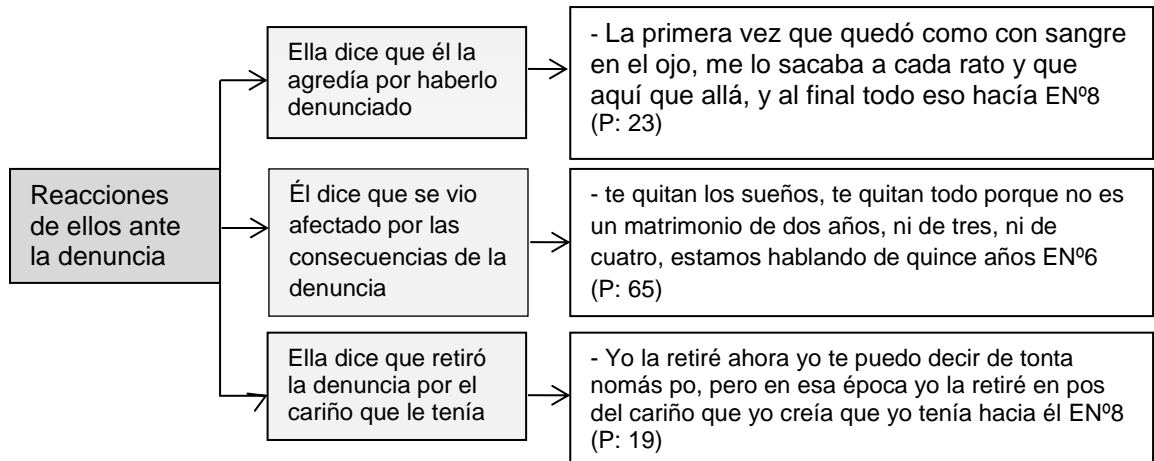 Reacciones
de ellos ante
la denuncia
Ella dice que él la
agredía por haberlo
denunciado
- La primera vez que quedó como con sangre
en el ojo, me lo sacaba a cada rato y que
aquí que allá, y al final todo eso hacía ENº8
(P: 23)
Él dice que se vio
afectado por las
consecuencias de la
denuncia
- te quitan los sueños, te quitan todo porque no es
un matrimonio de dos años, ni de tres, ni de
cuatro, estamos hablando de quince años ENº6
(P: 65)
Ella dice que retiró
la denuncia por el
cariño que le tenía
- Yo la retiré ahora yo te puedo decir de tonta
nomás po, pero en esa época yo la retiré en pos
del cariño que yo creía que yo tenía hacia él ENº8
(P: 19)